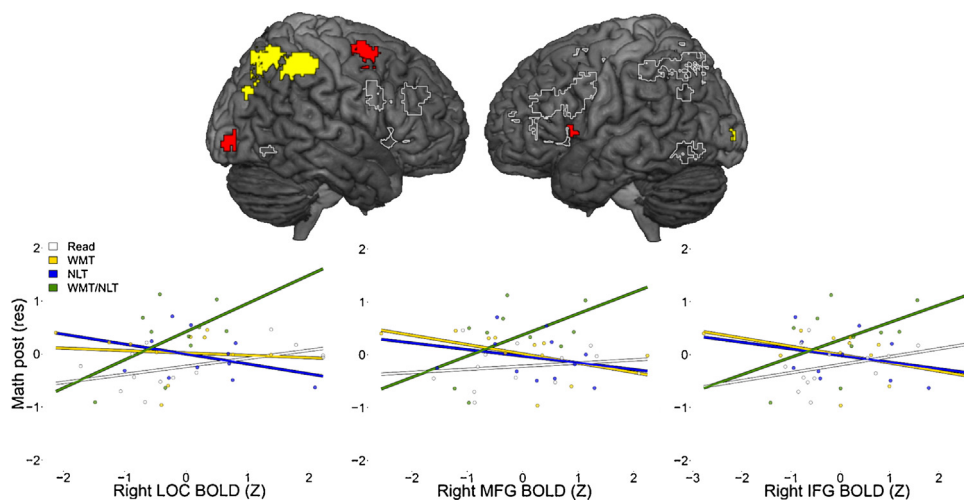 Read
WMT
NLT
WMT/NLT
Math post (res)
2
1
0
−1
−2
−2 −1 0 1 2
Right LOC BOLD (Z)
2
1
0
−1
−2
−2 −1 0 1 2
Right MFG BOLD (Z)
2
1
0
−1
−2
−3 −2 −1 0 1 2
Right IFG BOLD (Z)